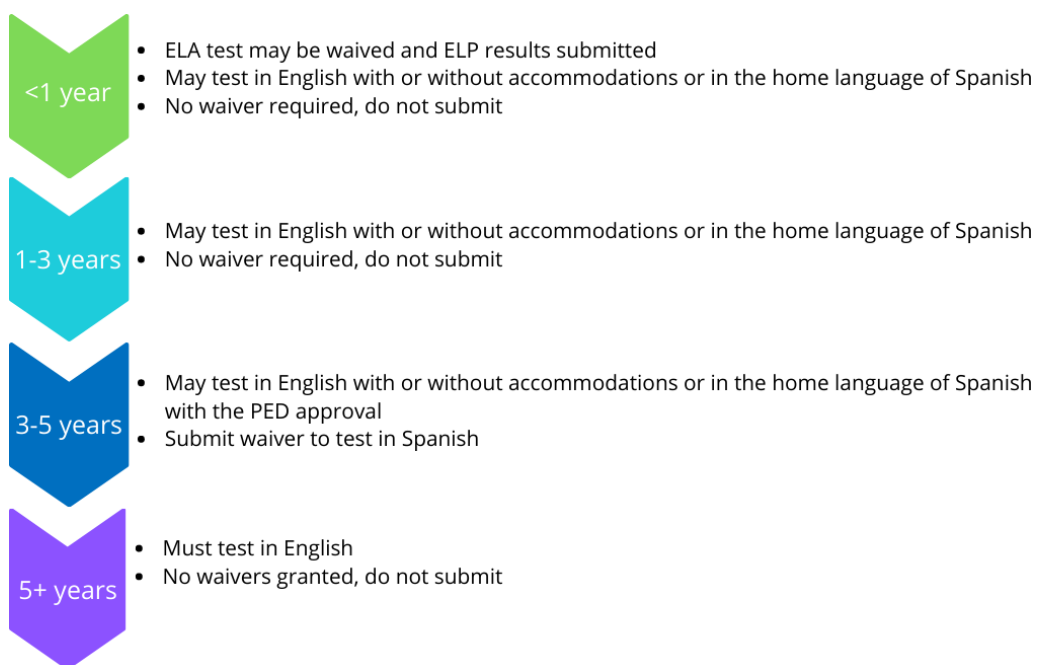 <1 year
• ELA test may be waived and ELP results submitted
• May test in English with or without accommodations or in the home language of Spanish
• No waiver required, do not submit
1-3 years
• May test in English with or without accommodations or in the home language of Spanish
• No waiver required, do not submit
3-5 years
• May test in English with or without accommodations or in the home language of Spanish
with the PED approval
• Submit waiver to test in Spanish
5+ years
• Must test in English
• No waivers granted, do not submit